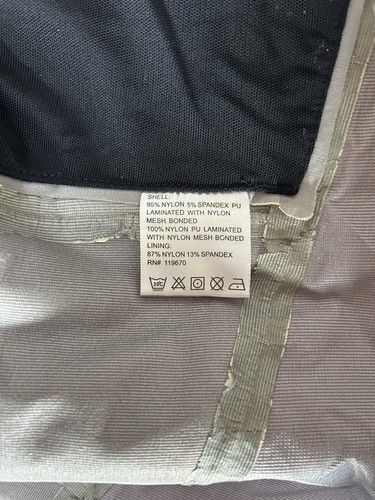 SHELL:
95% NYLON 5% SPANDEX PU
LAMINATED WITH NYLON
MESH BONDED
100% NYLON PU LAMINATED
WITH NYLON MESH BONDED
LINING:
87% NYLON 13% SPANDEX
RN# 119670